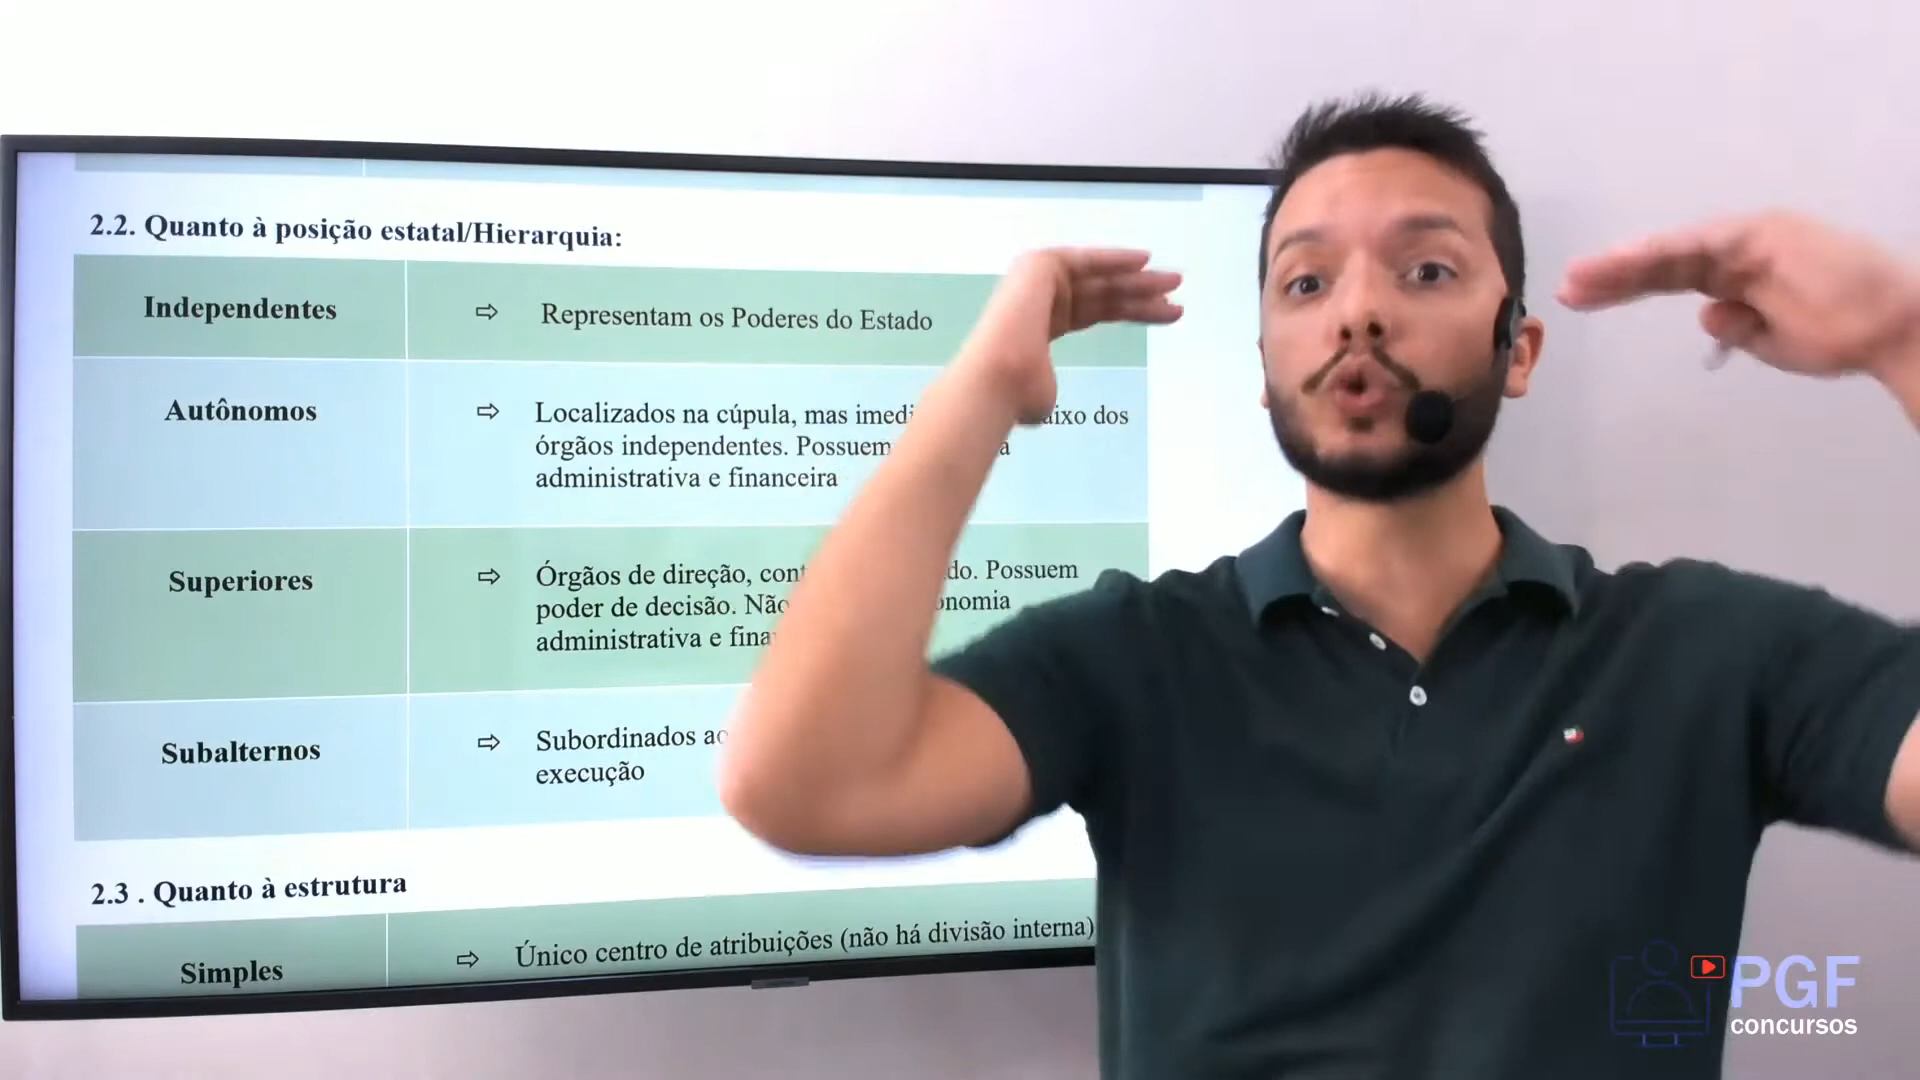 2.2. Quanto à posição estatal/Hierarquia:
Independentes
⇨ Representam os Poderes do Estado
Autônomos
⇨ Localizados na cúpula, mas dos
órgãos independentes. Possuem
administrativa e financeira
Superiores
⇨ Órgãos de direção, Possuem
poder de decisão.
administrativa e
Subalternos
⇨ Subordinados
execução
2.3 . Quanto à estrutura
Simples
⇨ Único centro de atribuições (não há divisão interna)
PGF
concursos